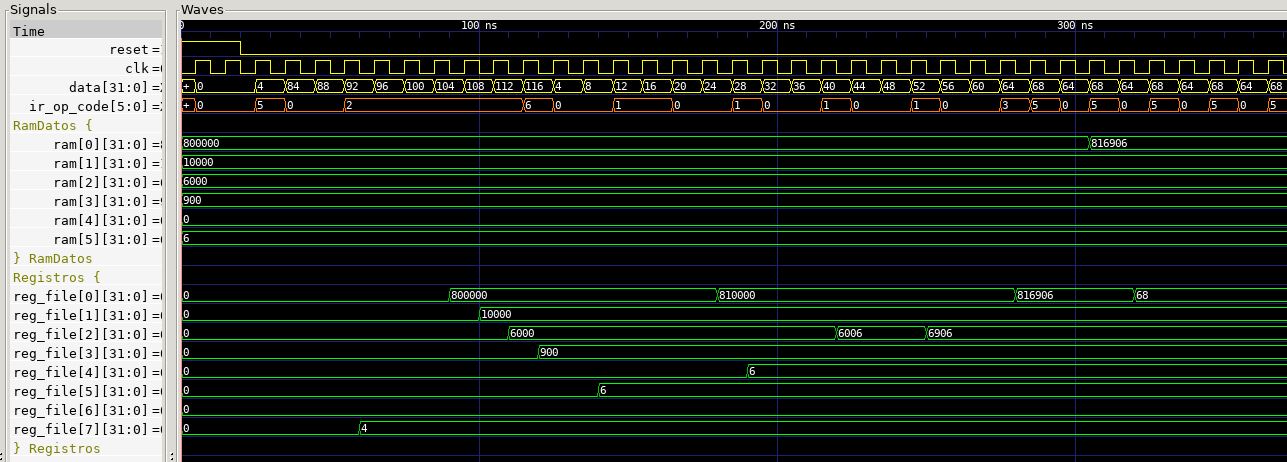 Signals Waves
Time 0 100 ns 200 ns 300 ns
reset=
clk=
data[31:0]= + 0 4 84 88 92 96 100 104 108 112 116 4 8 12 16 20 24 28 32 36 40 44 48 52 56 60 64 68 64 68 64 68 64 68 64 68
ir_op_code[5:0]= + 0 5 0 2 6 0 1 0 1 0 1 0 1 0 3 5 0 5 0 5 0 5 0 5
RamDatos {
ram[0][31:0]= 800000 816906
ram[1][31:0]= 10000
ram[2][31:0]= 6000
ram[3][31:0]= 900
ram[4][31:0]= 0
ram[5][31:0]= 6
} RamDatos
Registros {
reg_file[0][31:0]= 0 800000 810000 816906 68
reg_file[1][31:0]= 0 10000
reg_file[2][31:0]= 0 6000 6006 6906
reg_file[3][31:0]= 0 900
reg_file[4][31:0]= 0 6
reg_file[5][31:0]= 0 6
reg_file[6][31:0]= 0
reg_file[7][31:0]= 0 4
} Registros